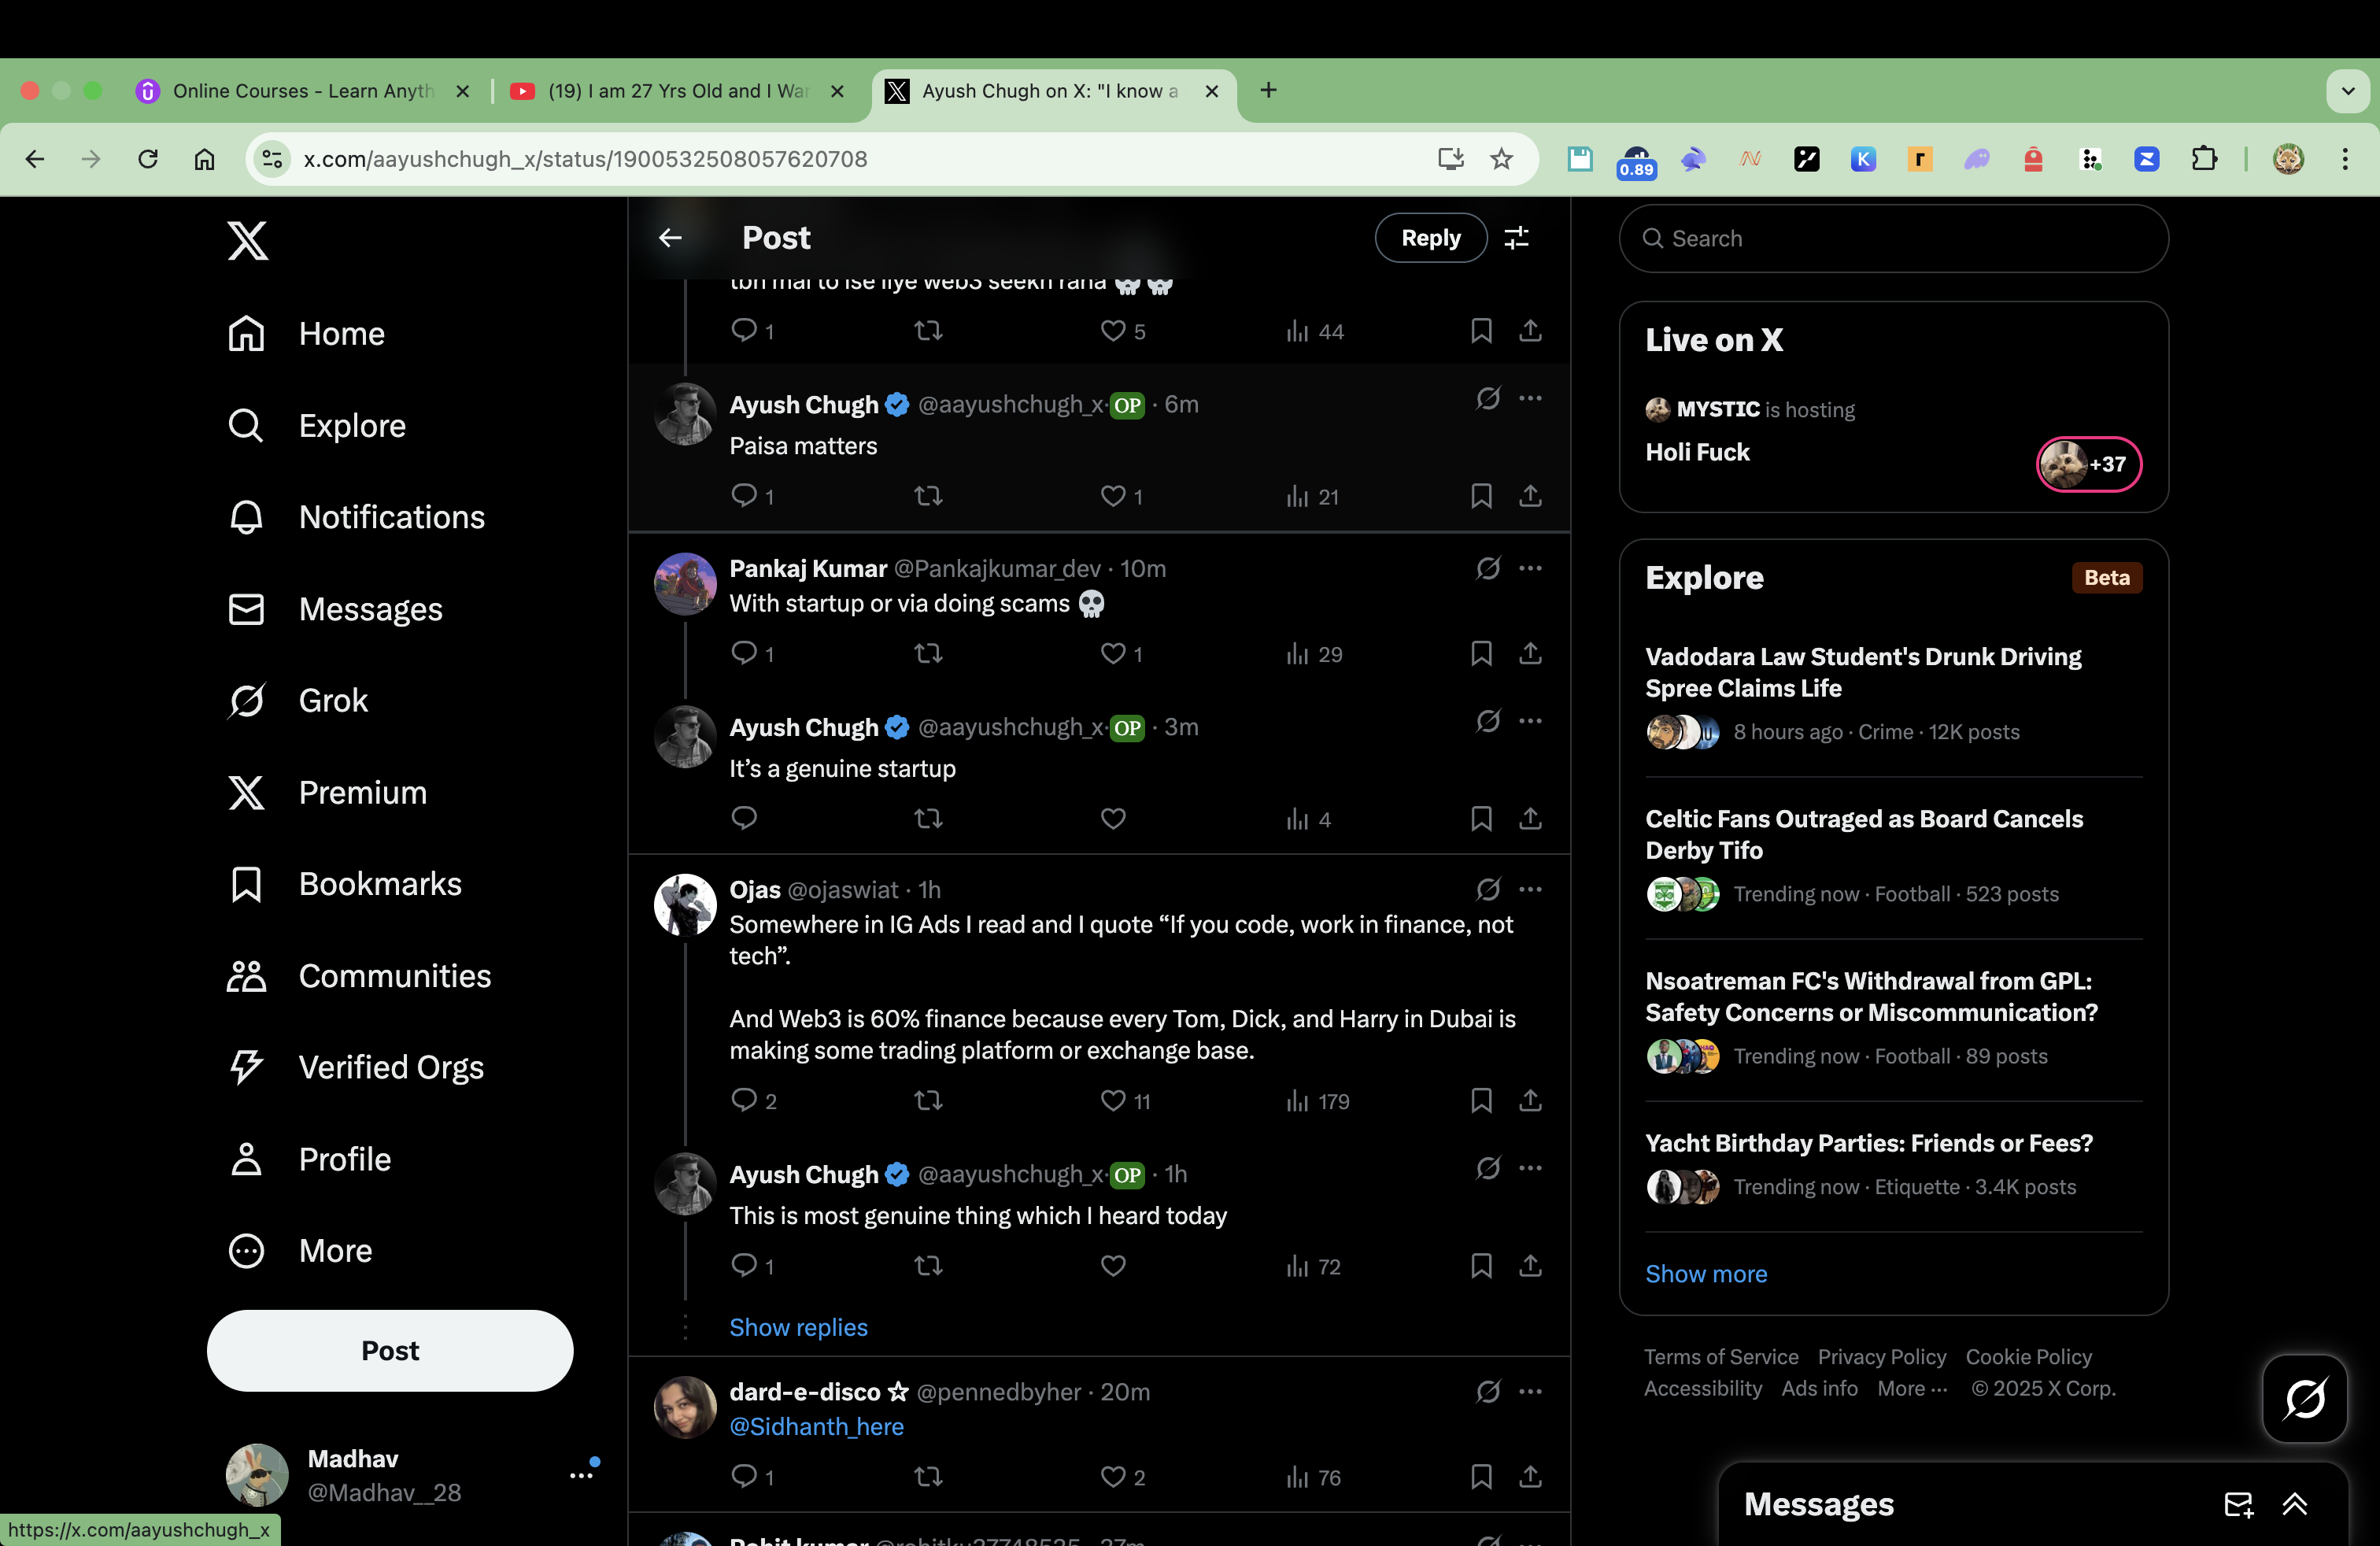 Online Courses - Learn Anyth
(19) I am 27 Yrs Old and I Wan
Ayush Chugh on X: "I know a
x.com/aayushchugh_x/status/1900532508057620708
0.89
Home
Explore
Notifications
Messages
Grok
Premium
Bookmarks
Communities
Verified Orgs
Profile
More
Post
Madhav
@Madhav__28
https://x.com/aayushchugh_x
Post
Reply
tbh mai to ise liye web3 seekh raha 💀💀
1 5 44
Ayush Chugh @aayushchugh_x · OP · 6m
Paisa matters
1 1 21
Pankaj Kumar @Pankajkumar_dev · 10m
With startup or via doing scams 💀
1 1 29
Ayush Chugh @aayushchugh_x · OP · 3m
It’s a genuine startup
4
Ojas @ojaswiat · 1h
Somewhere in IG Ads I read and I quote “If you code, work in finance, not
tech”.
And Web3 is 60% finance because every Tom, Dick, and Harry in Dubai is
making some trading platform or exchange base.
2 11 179
Ayush Chugh @aayushchugh_x · OP · 1h
This is most genuine thing which I heard today
1 72
Show replies
dard-e-disco ☆ @pennedbyher · 20m
@Sidhanth_here
1 2 76
Search
Live on X
MYSTIC is hosting
Holi Fuck
+37
Explore
Beta
Vadodara Law Student's Drunk Driving
Spree Claims Life
8 hours ago · Crime · 12K posts
Celtic Fans Outraged as Board Cancels
Derby Tifo
Trending now · Football · 523 posts
Nsoatreman FC's Withdrawal from GPL:
Safety Concerns or Miscommunication?
Trending now · Football · 89 posts
Yacht Birthday Parties: Friends or Fees?
Trending now · Etiquette · 3.4K posts
Show more
Terms of Service Privacy Policy Cookie Policy
Accessibility Ads info More ··· © 2025 X Corp.
Messages